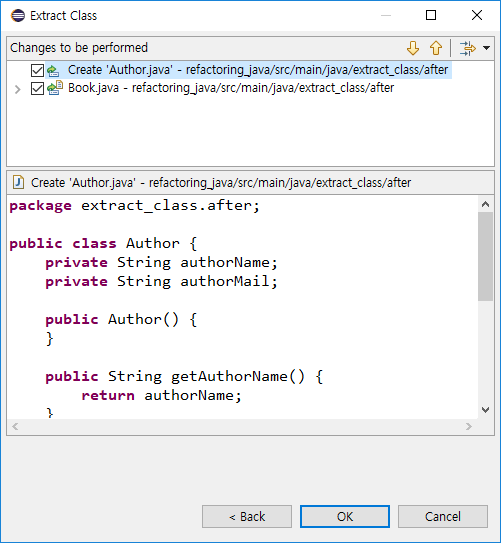 Extract Class
Changes to be performed
Create 'Author.java' - refactoring_java/src/main/java/extract_class/after
Book.java - refactoring_java/src/main/java/extract_class/after
Create 'Author.java' - refactoring_java/src/main/java/extract_class/after
package extract_class.after;
public class Author {
    private String authorName;
    private String authorMail;
    public Author() {
    }
    public String getAuthorName() {
        return authorName;
    }
< Back
OK
Cancel